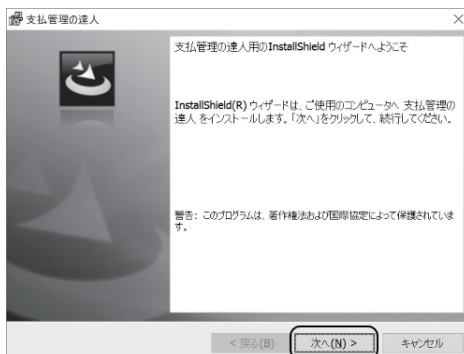 支払管理の達人
支払管理の達人用のInstallShield ウィザードへようこそ
InstallShield(R) ウィザードは、ご使用のコンピュータへ 支払管理の
達人 をインストールします。「次へ」をクリックして、続行してください。
警告: このプログラムは、著作権法および国際協定によって保護されていま
す。
< 戻る(B)
次へ(N) >
キャンセル